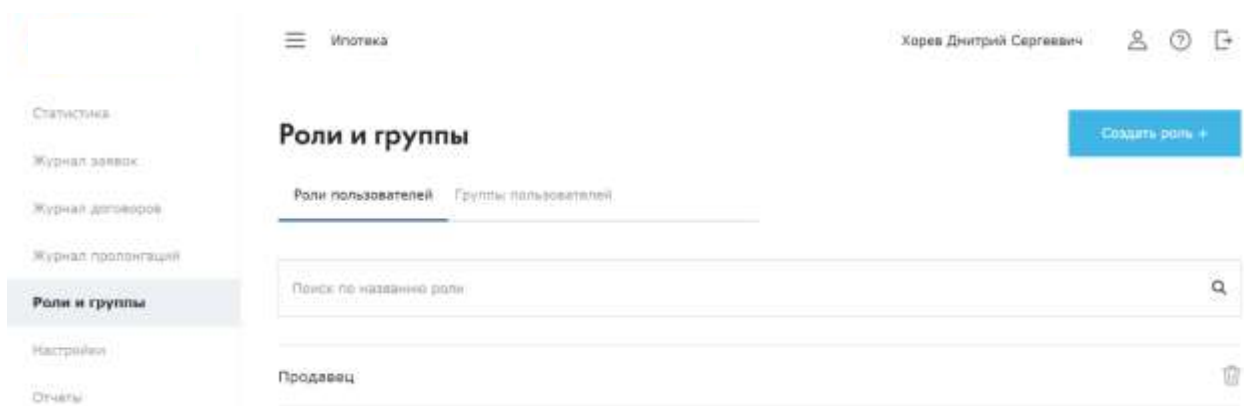 Ипотека
Хорев Дмитрий Сергеевич
Статистика
Журнал заявок
Журнал договоров
Журнал пролонгаций
Роли и группы
Настройки
Отчеты
Роли и группы
Создать роль +
Роли пользователей
Группы пользователей
Поиск по названию роли
Продавец